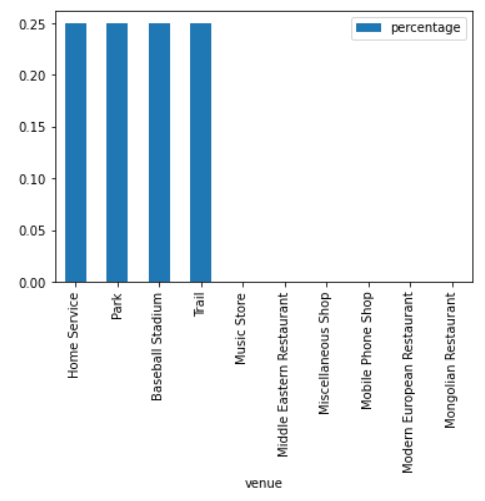 0.25
0.20
0.15
0.10
0.05
0.00
percentage
Home Service
Park
Baseball Stadium
Trail
Music Store
Middle Eastern Restaurant
Miscellaneous Shop
Mobile Phone Shop
Modern European Restaurant
Mongolian Restaurant
venue